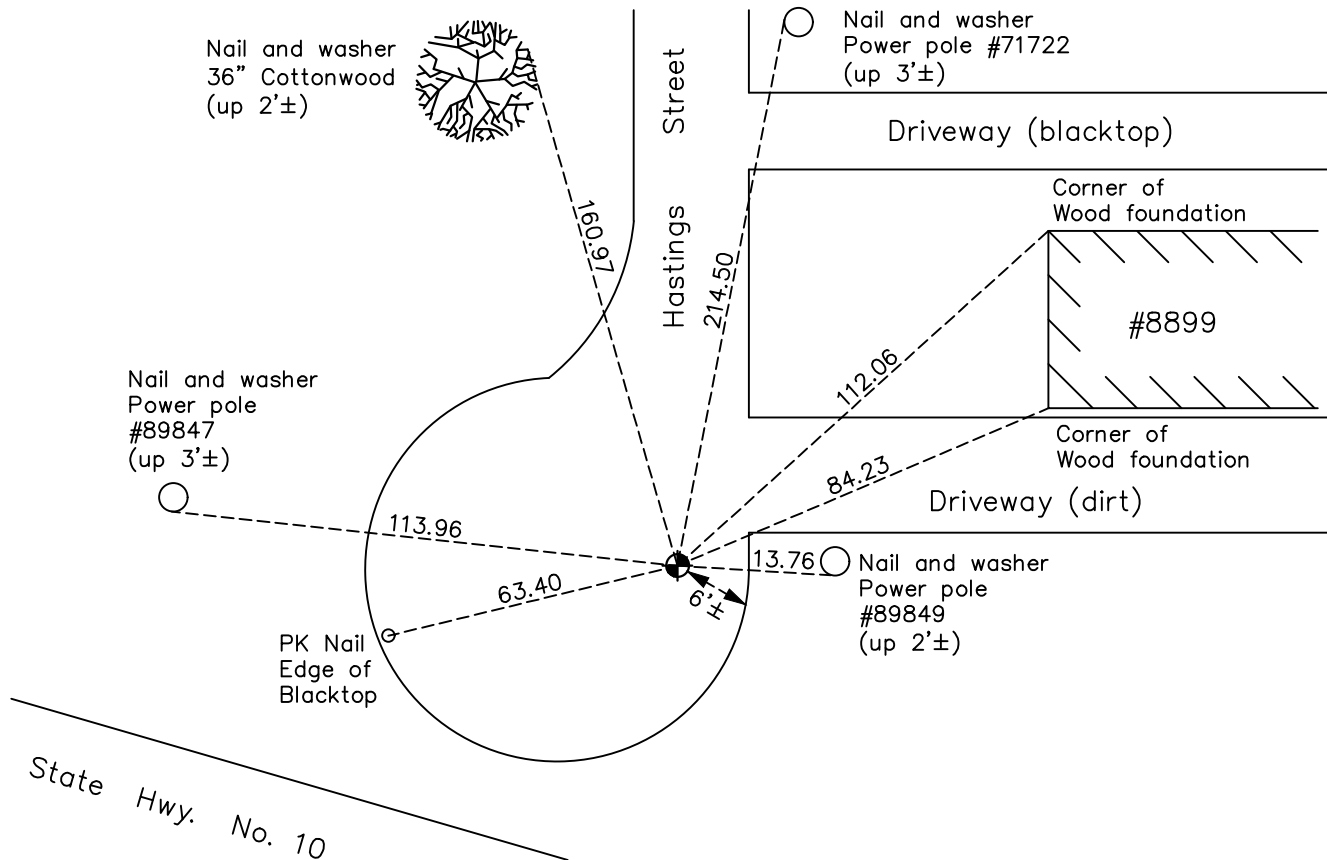 Nail and washer
36” Cottonwood
(up 2’±)
Street
Hastings
Nail and washer
Power pole #71722
(up 3’±)
Driveway (blacktop)
Corner of
Wood foundation
160.97
214.50
#8899
112.06
Nail and washer
Power pole
#89847
(up 3’±)
Corner of
Wood foundation
84.23
Driveway (dirt)
113.96
13.76
Nail and washer
Power pole
#89849
(up 2’±)
63.40
6’±
PK Nail
Edge of
Blacktop
State Hwy. No. 10